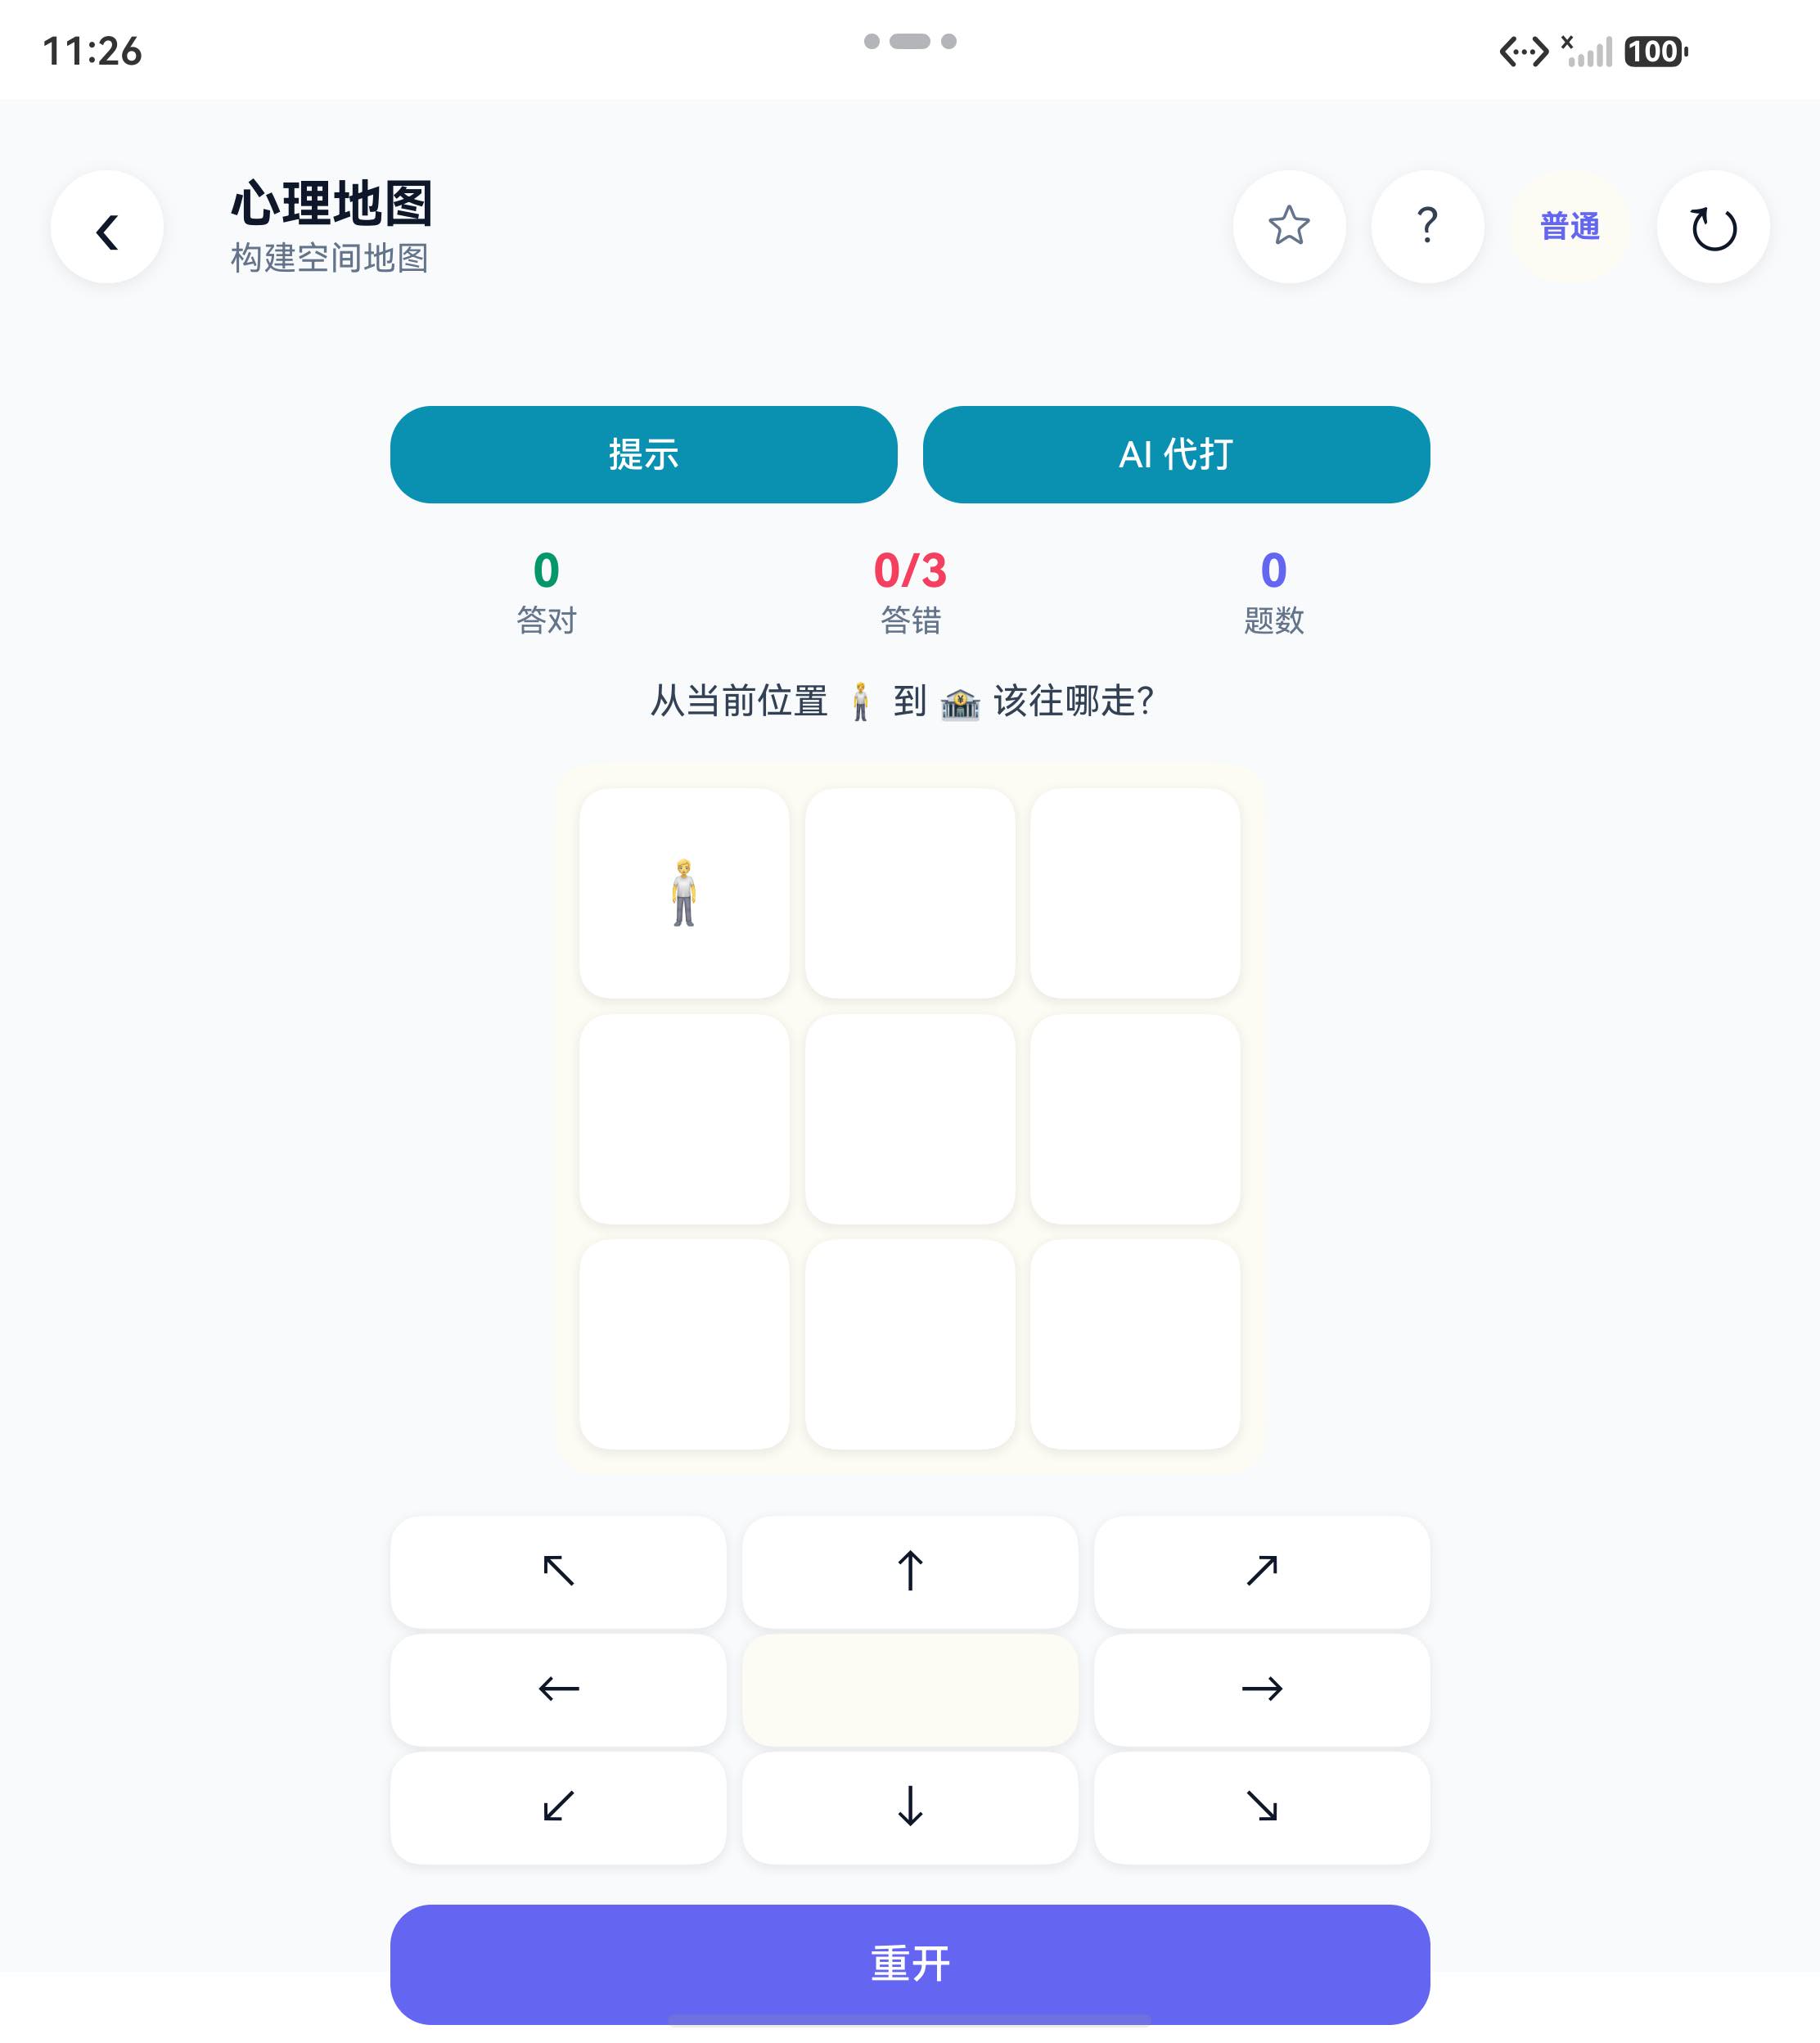 11:26
100
心理地图
构建空间地图
?
普通
提示
AI 代打
0
0/3
0
答对
答错
题数
从当前位置 🧍 到 🏦 该往哪走？
↖ ↑ ↗
← →
↙ ↓ ↘
重开